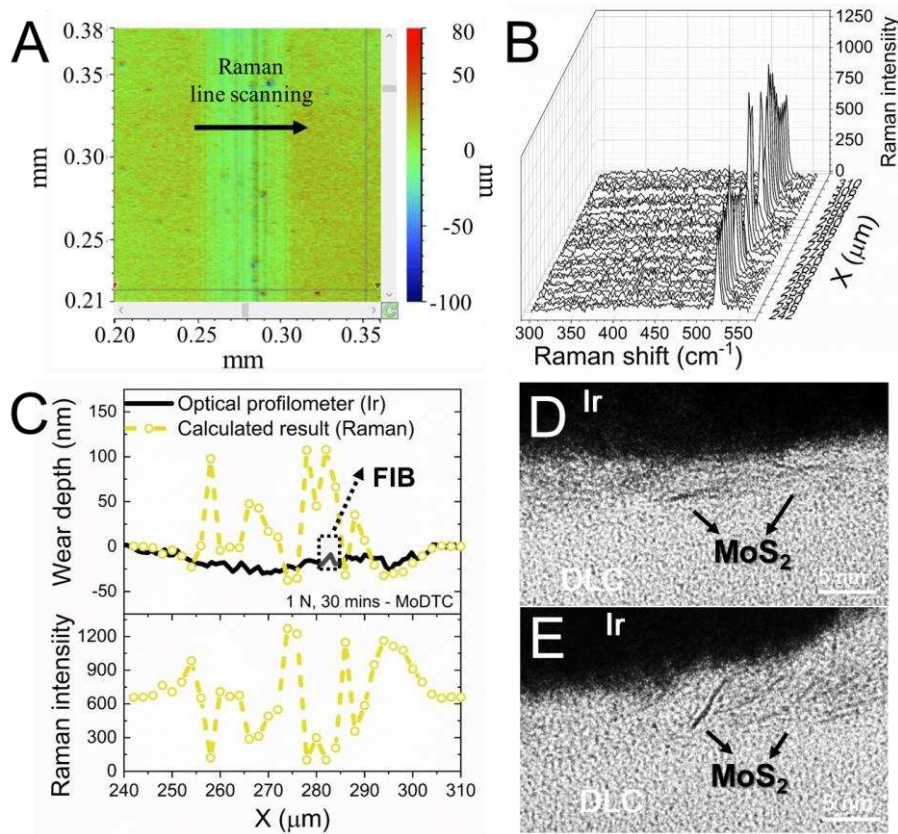 A
0.38
0.35
0.30
0.25
0.21
mm
0.20
0.25
0.30
0.35
mm
Raman
line scanning
80
50
0
-50
-100
nm
B
1250
1000
750
500
250
0
Raman intensiity
300
350
400
450
500
550
Raman shift (cm⁻¹)
310
X (μm)
C
150
100
50
0
-50
Wear depth (nm)
Optical profilometer (Ir)
Calculated result (Raman)
FIB
1 N, 30 mins - MoDTC
1200
900
600
300
0
Raman intensiity
240
250
260
270
280
290
300
310
X (μm)
D
Ir
MoS₂
DLC
5 nm
E
Ir
MoS₂
DLC
5 nm